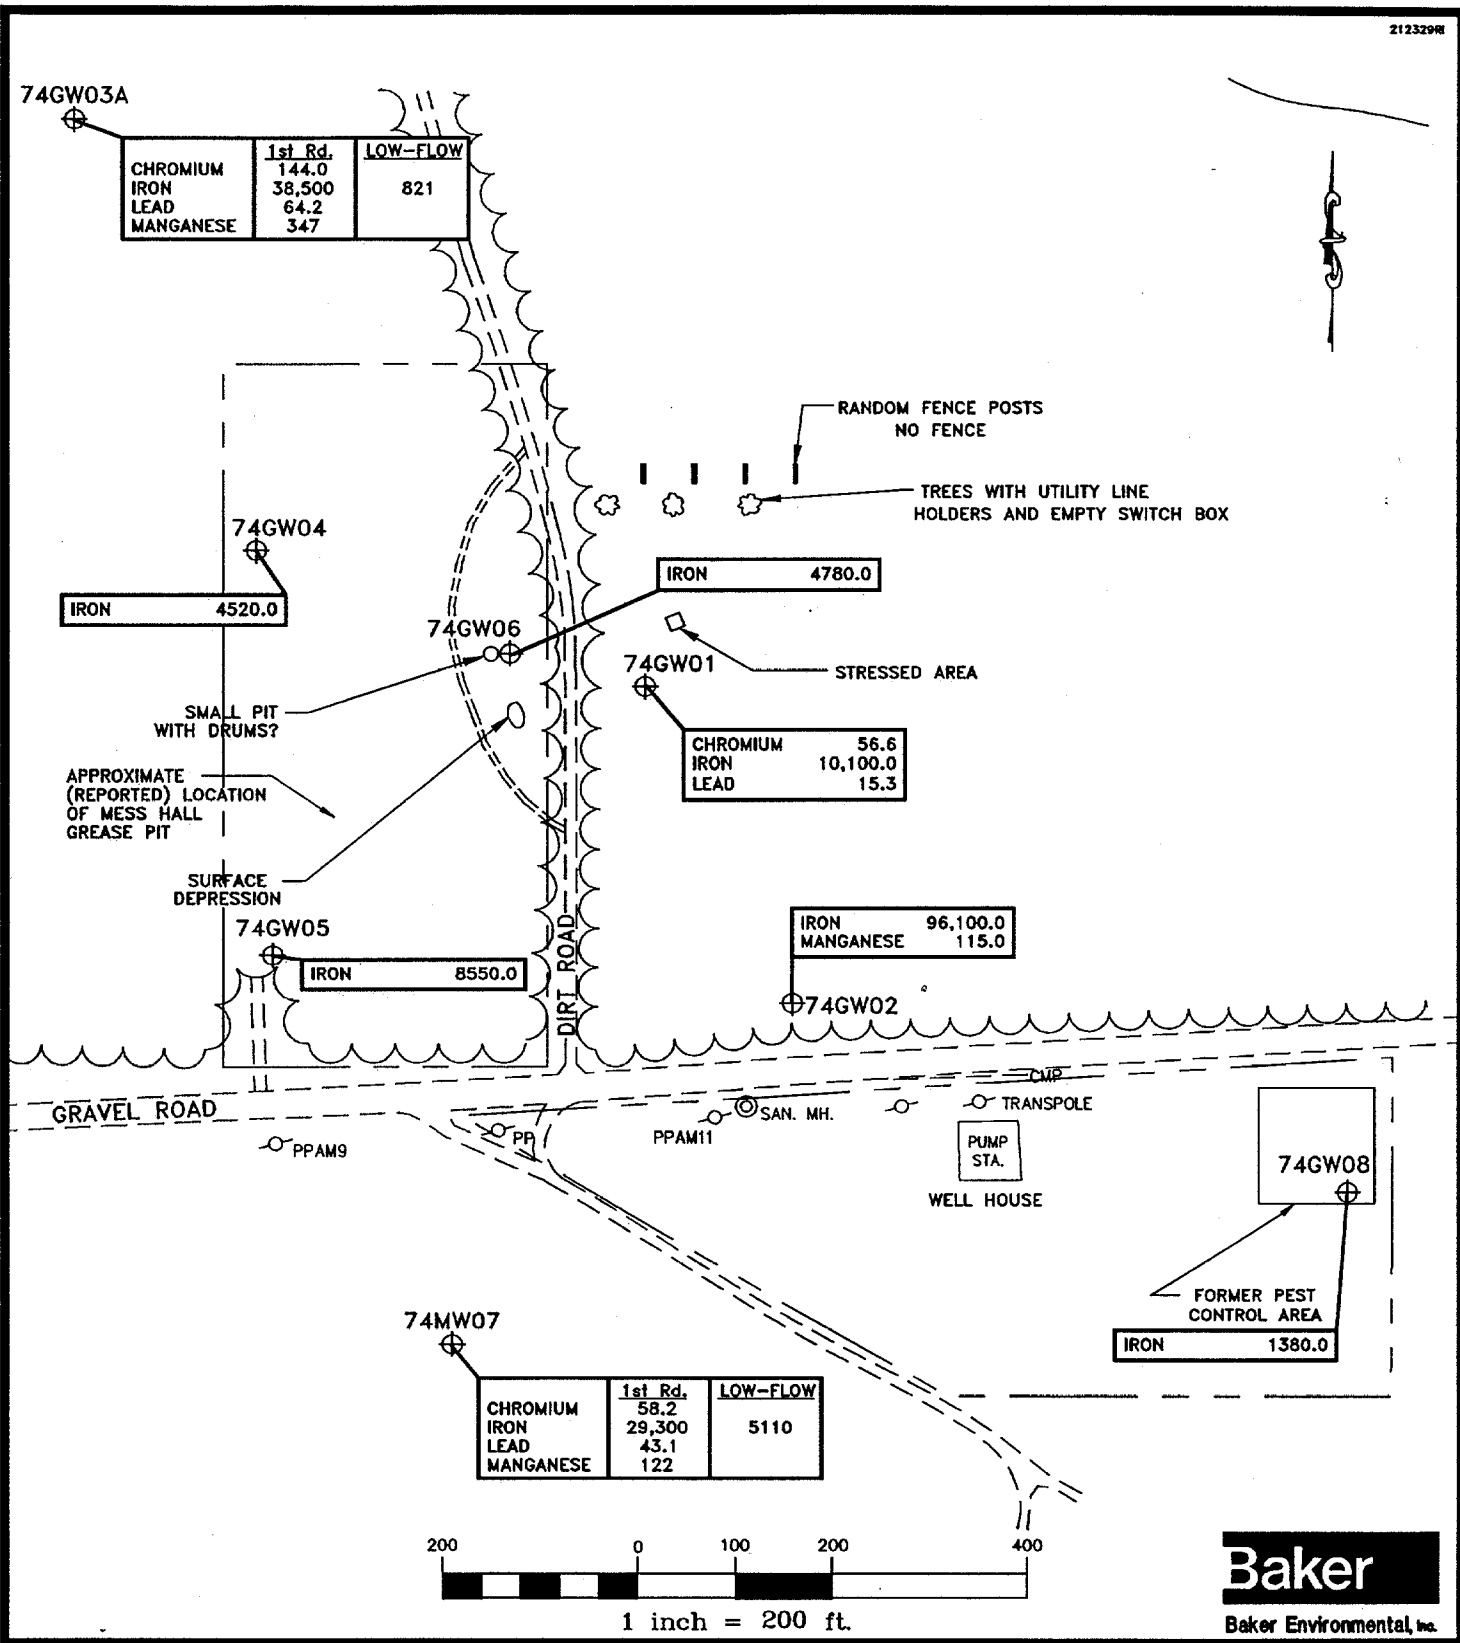 212329RI
74GW03A
1st Rd. LOW-FLOW
CHROMIUM 144.0
IRON 38,500 821
LEAD 64.2
MANGANESE 347
RANDOM FENCE POSTS
NO FENCE
TREES WITH UTILITY LINE
HOLDERS AND EMPTY SWITCH BOX
74GW04
IRON 4520.0
IRON 4780.0
74GW06
74GW01
STRESSED AREA
SMALL PIT
WITH DRUMS?
CHROMIUM 56.6
IRON 10,100.0
LEAD 15.3
APPROXIMATE
(REPORTED) LOCATION
OF MESS HALL
GREASE PIT
SURFACE
DEPRESSION
74GW05
IRON 8550.0
DIRT ROAD
IRON 96,100.0
MANGANESE 115.0
74GW02
GRAVEL ROAD
CMP
TRANSPOLE
SAN. MH.
PPAM11
PP
PPAM9
PUMP
STA.
WELL HOUSE
74GW08
FORMER PEST
CONTROL AREA
IRON 1380.0
74MW07
1st Rd. LOW-FLOW
CHROMIUM 58.2
IRON 29,300 5110
LEAD 43.1
MANGANESE 122
200 0 100 200 400
1 inch = 200 ft.
Baker
Baker Environmental, Inc.